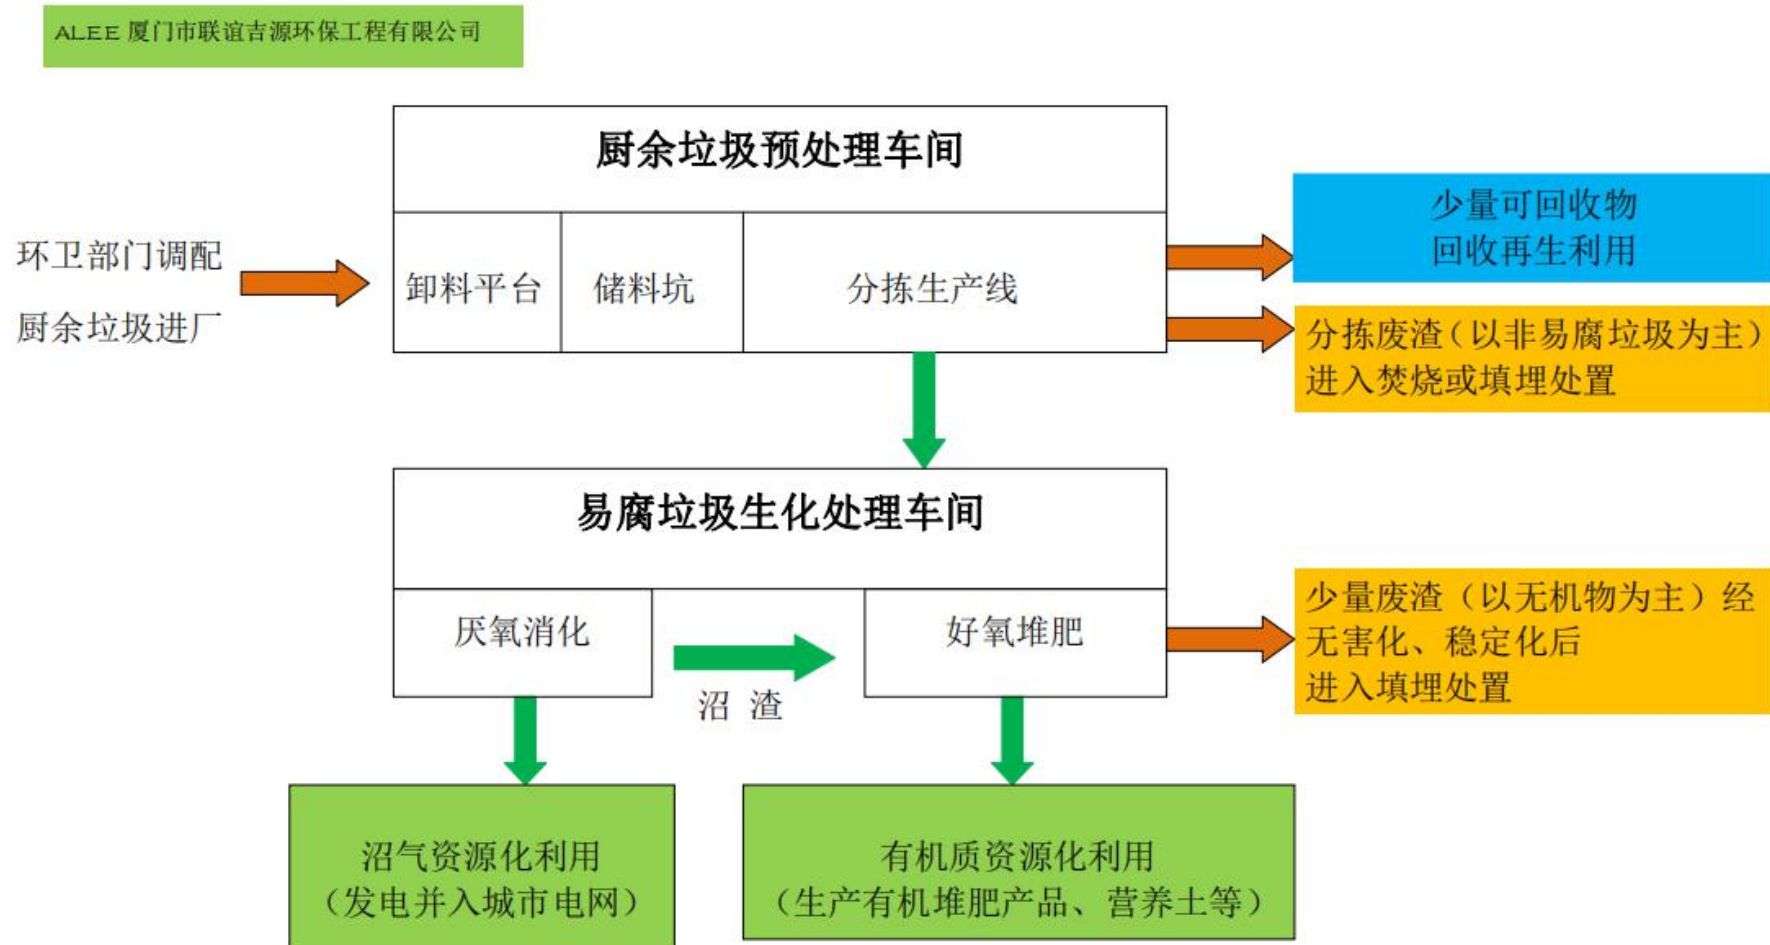 ALEE 厦门市联谊吉源环保工程有限公司
厨余垃圾预处理车间
环卫部门调配
厨余垃圾进厂
卸料平台
储料坑
分拣生产线
少量可回收物
回收再生利用
分拣废渣（以非易腐垃圾为主）
进入焚烧或填埋处置
易腐垃圾生化处理车间
厌氧消化
沼 渣
好氧堆肥
少量废渣（以无机物为主）经
无害化、稳定化后
进入填埋处置
沼气资源化利用
（发电并入城市电网）
有机质资源化利用
（生产有机堆肥产品、营养土等）